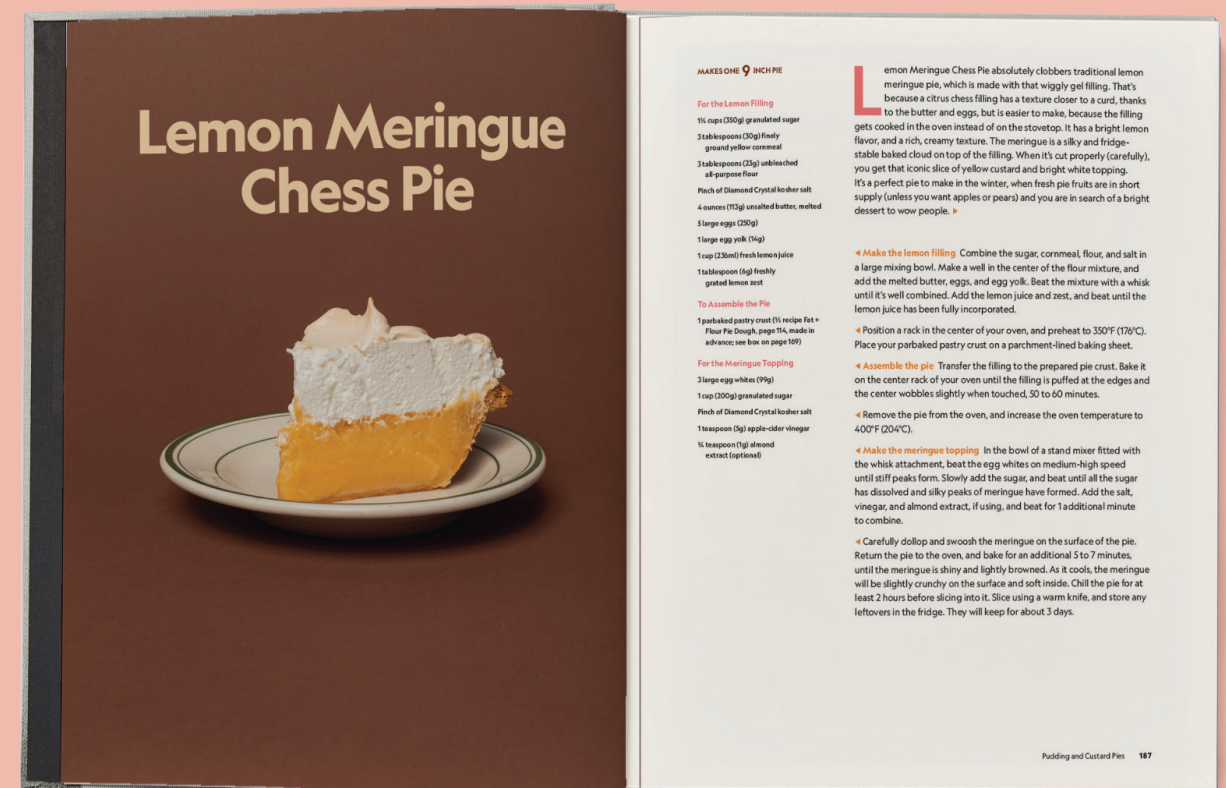 Lemon Meringue
Chess Pie
MAKES ONE 9 INCH PIE
For the Lemon Filling
1¾ cups (350g) granulated sugar
3 tablespoons (30g) finely
ground yellow cornmeal
3 tablespoons (23g) unbleached
all-purpose flour
Pinch of Diamond Crystal kosher salt
4 ounces (113g) unsalted butter, melted
5 large eggs (250g)
1 large egg yolk (14g)
1 cup (236ml) fresh lemon juice
1 tablespoon (6g) freshly
grated lemon zest
To Assemble the Pie
1 parbaked pastry crust (½ recipe Fat +
Flour Pie Dough, page 114, made in
advance; see box on page 169)
For the Meringue Topping
3 large egg whites (99g)
1 cup (200g) granulated sugar
Pinch of Diamond Crystal kosher salt
1 teaspoon (5g) apple-cider vinegar
¼ teaspoon (1g) almond
extract (optional)
Lemon Meringue Chess Pie absolutely clobbers traditional lemon
meringue pie, which is made with that wiggly gel filling. That's
because a citrus chess filling has a texture closer to a curd, thanks
to the butter and eggs, but is easier to make, because the filling
gets cooked in the oven instead of on the stovetop. It has a bright lemon
flavor, and a rich, creamy texture. The meringue is a silky and fridge-
stable baked cloud on top of the filling. When it's cut properly (carefully),
you get that iconic slice of yellow custard and bright white topping.
It's a perfect pie to make in the winter, when fresh pie fruits are in short
supply (unless you want apples or pears) and you are in search of a bright
dessert to wow people. ▶
◀ Make the lemon filling Combine the sugar, cornmeal, flour, and salt in
a large mixing bowl. Make a well in the center of the flour mixture, and
add the melted butter, eggs, and egg yolk. Beat the mixture with a whisk
until it's well combined. Add the lemon juice and zest, and beat until the
lemon juice has been fully incorporated.
◀ Position a rack in the center of your oven, and preheat to 350°F (176°C).
Place your parbaked pastry crust on a parchment-lined baking sheet.
◀ Assemble the pie Transfer the filling to the prepared pie crust. Bake it
on the center rack of your oven until the filling is puffed at the edges and
the center wobbles slightly when touched, 50 to 60 minutes.
◀ Remove the pie from the oven, and increase the oven temperature to
400°F (204°C).
◀ Make the meringue topping In the bowl of a stand mixer fitted with
the whisk attachment, beat the egg whites on medium-high speed
until stiff peaks form. Slowly add the sugar, and beat until all the sugar
has dissolved and silky peaks of meringue have formed. Add the salt,
vinegar, and almond extract, if using, and beat for 1 additional minute
to combine.
◀ Carefully dollop and swoosh the meringue on the surface of the pie.
Return the pie to the oven, and bake for an additional 5 to 7 minutes,
until the meringue is shiny and lightly browned. As it cools, the meringue
will be slightly crunchy on the surface and soft inside. Chill the pie for at
least 2 hours before slicing into it. Slice using a warm knife, and store any
leftovers in the fridge. They will keep for about 3 days.
Pudding and Custard Pies 187